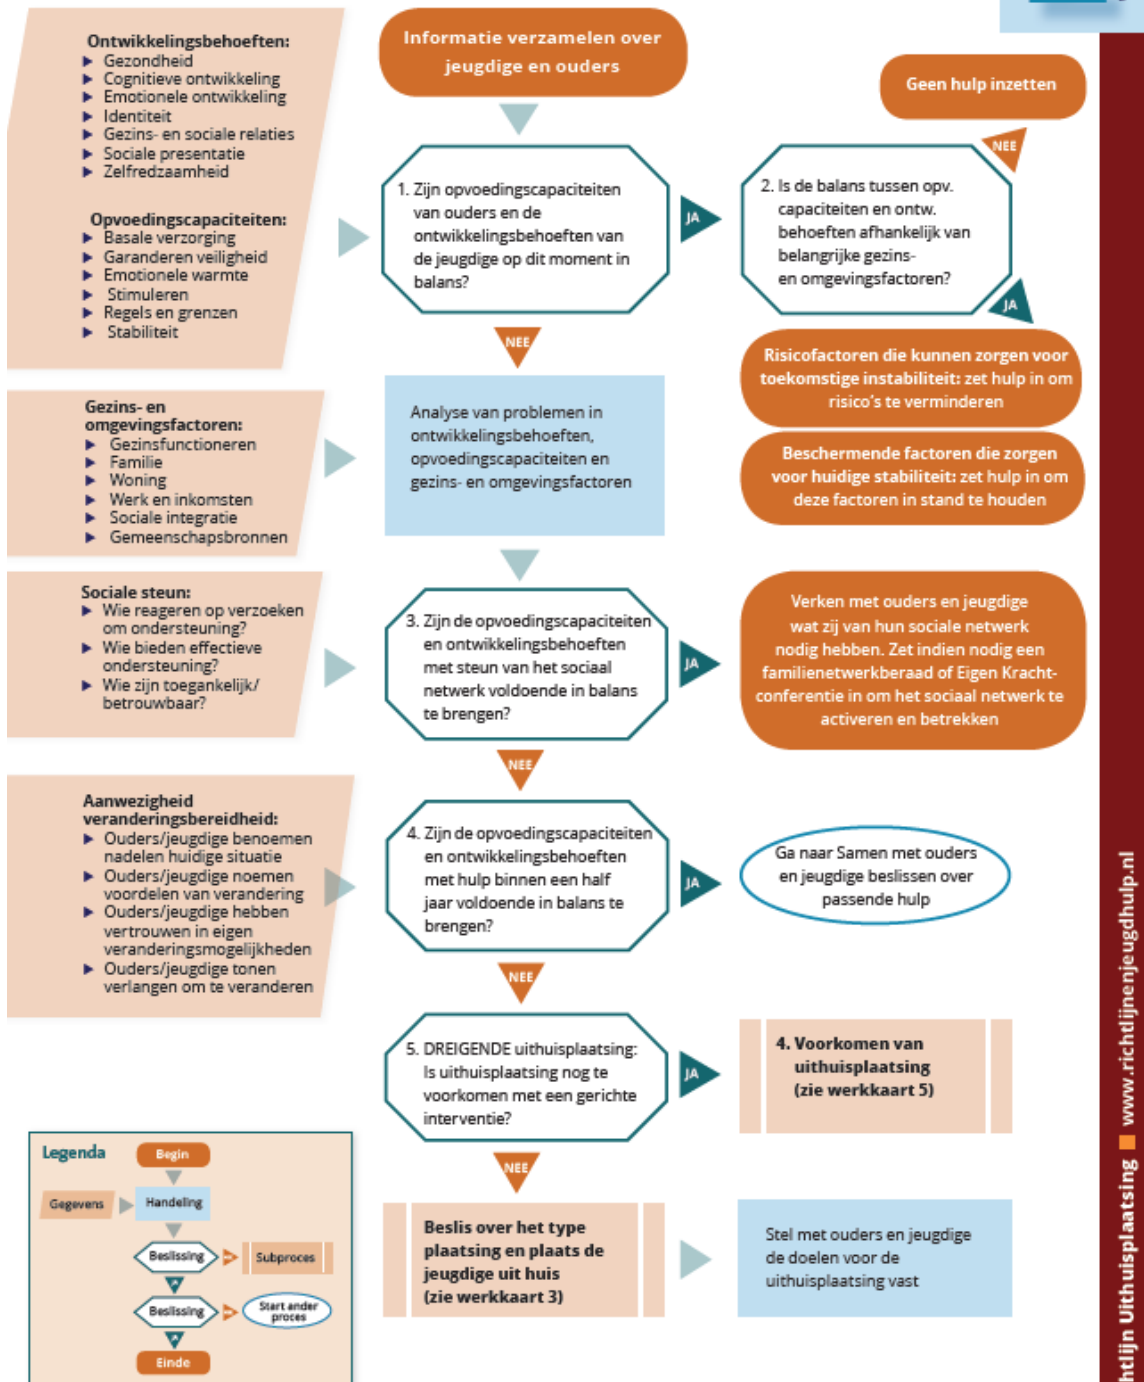 Ontwikkelingsbehoeften:
Gezondheid
Cognitieve ontwikkeling
Emotionele ontwikkeling
Identiteit
Gezins- en sociale relaties
Sociale presentatie
Zelfredzaamheid
Opvoedingscapaciteiten:
Basale verzorging
Garanderen veiligheid
Emotionele warmte
Stimuleren
Regels en grenzen
Stabiliteit
Informatie verzamelen over
jeugdige en ouders
Geen hulp inzetten
NEE
1. Zijn opvoedingscapaciteiten
van ouders en de
ontwikkelingsbehoeften van
de jeugdige op dit moment in
balans?
JA
2. Is de balans tussen opv.
capaciteiten en ontw.
behoeften afhankelijk van
belangrijke gezins-
en omgevingsfactoren?
JA
NEE
Risicofactoren die kunnen zorgen voor
toekomstige instabiliteit: zet hulp in om
risico's te verminderen
Beschermende factoren die zorgen
voor huidige stabiliteit: zet hulp in om
deze factoren in stand te houden
Gezins- en
omgevingsfactoren:
Gezinsfunctioneren
Familie
Woning
Werk en inkomsten
Sociale integratie
Gemeenschapsbronnen
Analyse van problemen in
ontwikkelingsbehoeften,
opvoedingscapaciteiten en
gezins- en omgevingsfactoren
Sociale steun:
Wie reageren op verzoeken
om ondersteuning?
Wie bieden effectieve
ondersteuning?
Wie zijn toegankelijk/
betrouwbaar?
3. Zijn de opvoedingscapaciteiten
en ontwikkelingsbehoeften
met steun van het sociaal
netwerk voldoende in balans
te brengen?
JA
Verken met ouders en jeugdige
wat zij van hun sociale netwerk
nodig hebben. Zet indien nodig een
familienetwerkberaad of Eigen Kracht-
conferentie in om het sociaal netwerk te
activeren en betrekken
NEE
Aanwezigheid
veranderingsbereidheid:
Ouders/jeugdige benoemen
nadelen huidige situatie
Ouders/jeugdige noemen
voordelen van verandering
Ouders/jeugdige hebben
vertrouwen in eigen
veranderingsmogelijkheden
Ouders/jeugdige tonen
verlangen om te veranderen
4. Zijn de opvoedingscapaciteiten
en ontwikkelingsbehoeften
met hulp binnen een half
jaar voldoende in balans te
brengen?
JA
Ga naar Samen met ouders
en jeugdige beslissen over
passende hulp
NEE
5. DREIGENDE uithuisplaatsing:
Is uithuisplaatsing nog te
voorkomen met een gerichte
interventie?
JA
4. Voorkomen van
uithuisplaatsing
(zie werkkaart 5)
NEE
Beslis over het type
plaatsing en plaats de
jeugdige uit huis
(zie werkkaart 3)
Stel met ouders en jeugdige
de doelen voor de
uithuisplaatsing vast
Legenda
Begin
Gegevens
Handeling
Beslissing
Subproces
Beslissing
Start ander
proces
Einde
htlijn Uithuisplaatsing www.richtlijnenjeugdhulp.nl